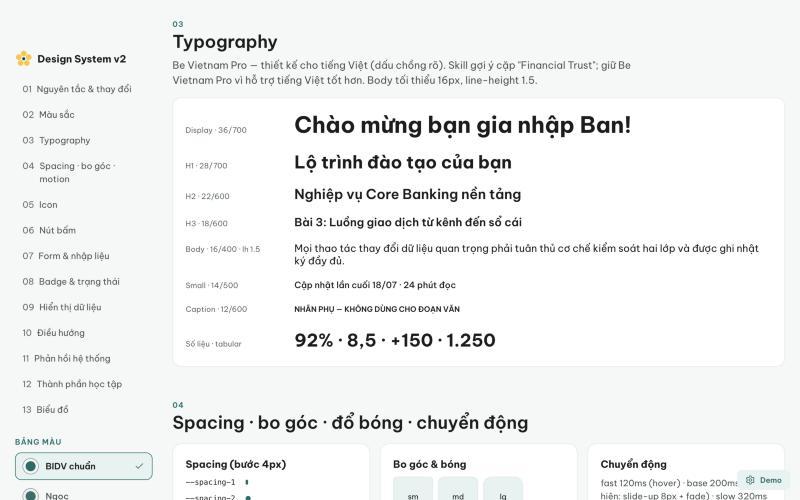 Design System v2
01 Nguyên tắc & thay đổi
02 Màu sắc
03 Typography
04 Spacing · bo góc ·
motion
05 Icon
06 Nút bấm
07 Form & nhập liệu
08 Badge & trạng thái
09 Hiển thị dữ liệu
10 Điều hướng
11 Phản hồi hệ thống
12 Thành phần học tập
13 Biểu đồ
BẢNG MÀU
BIDV chuẩn
Ngọc
03
Typography
Be Vietnam Pro — thiết kế cho tiếng Việt (dấu chồng rõ). Skill gợi ý cặp "Financial Trust"; giữ Be
Vietnam Pro vì hỗ trợ tiếng Việt tốt hơn. Body tối thiểu 16px, line-height 1.5.
Display · 36/700
Chào mừng bạn gia nhập Ban!
H1 · 28/700
Lộ trình đào tạo của bạn
H2 · 22/600
Nghiệp vụ Core Banking nền tảng
H3 · 18/600
Bài 3: Luồng giao dịch từ kênh đến sổ cái
Body · 16/400 · lh 1.5
Mọi thao tác thay đổi dữ liệu quan trọng phải tuân thủ cơ chế kiểm soát hai lớp và được ghi nhật
ký đầy đủ.
Small · 14/500
Cập nhật lần cuối 18/07 · 24 phút đọc
Caption · 12/600
NHÃN PHỤ — KHÔNG DÙNG CHO ĐOẠN VĂN
Số liệu · tabular
92% · 8,5 · +150 · 1.250
04
Spacing · bo góc · đổ bóng · chuyển động
Spacing (bước 4px)
--spacing-1
--spacing-2
Bo góc & bóng
sm md lg
Chuyển động
fast 120ms (hover) · base 200ms
hiện: slide-up 8px + fade) · slow 320ms
Demo